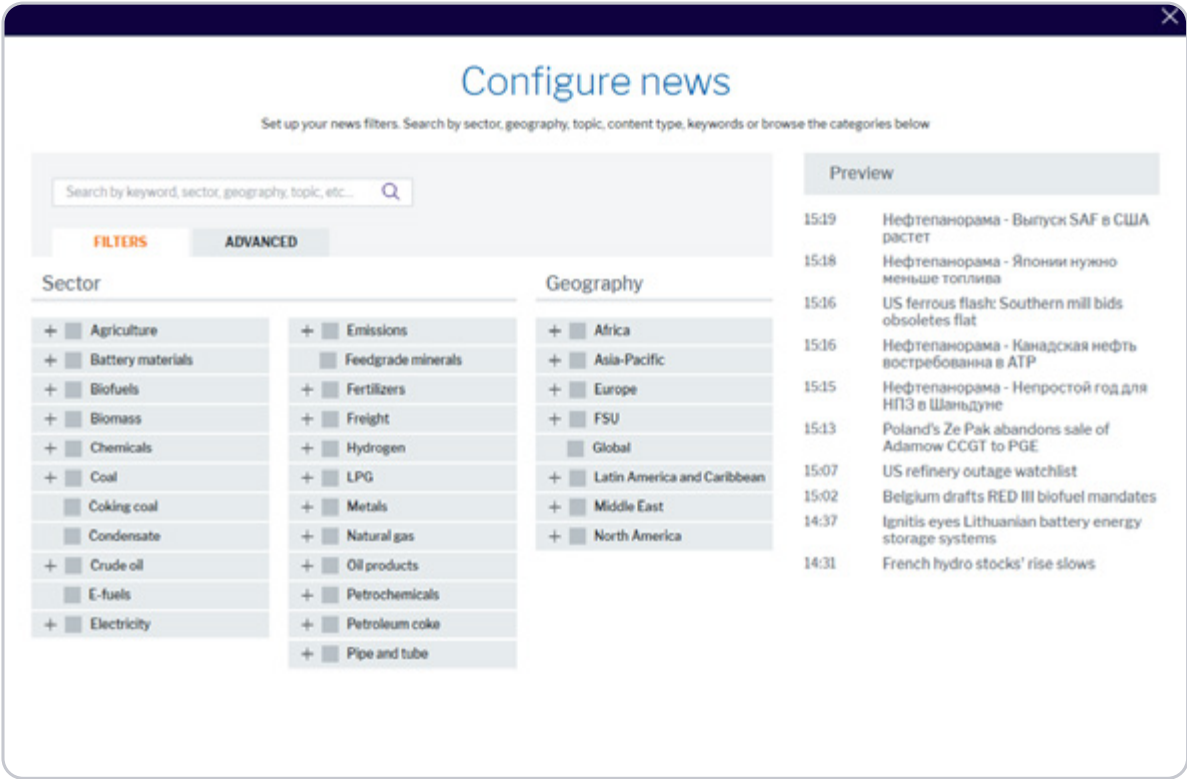 Configure news
Set up your news filters. Search by sector, geography, topic, content type, keywords or browse the categories below
Search by keyword, sector, geography, topic, etc...
FILTERS
ADVANCED
Sector
Agriculture
Battery materials
Biofuels
Biomass
Chemicals
Coal
Coking coal
Condensate
Crude oil
E-fuels
Electricity
Emissions
Feedgrade minerals
Fertilizers
Freight
Hydrogen
LPG
Metals
Natural gas
Oil products
Petrochemicals
Petroleum coke
Pipe and tube
Geography
Africa
Asia-Pacific
Europe
FSU
Global
Latin America and Caribbean
Middle East
North America
Preview
15:19 Нефтепанорама - Выпуск SAF в США
растет
15:18 Нефтепанорама - Японии нужно
меньше топлива
15:16 US ferrous flash: Southern mill bids
obsoletes flat
15:16 Нефтепанорама - Канадская нефть
востребованна в АТР
15:15 Нефтепанорама - Непростой год для
НПЗ в Шаньдуне
15:13 Poland's Ze Pak abandons sale of
Adamow CCGT to PGE
15:07 US refinery outage watchlist
15:02 Belgium drafts RED III biofuel mandates
14:37 Ignitis eyes Lithuanian battery energy
storage systems
14:31 French hydro stocks' rise slows